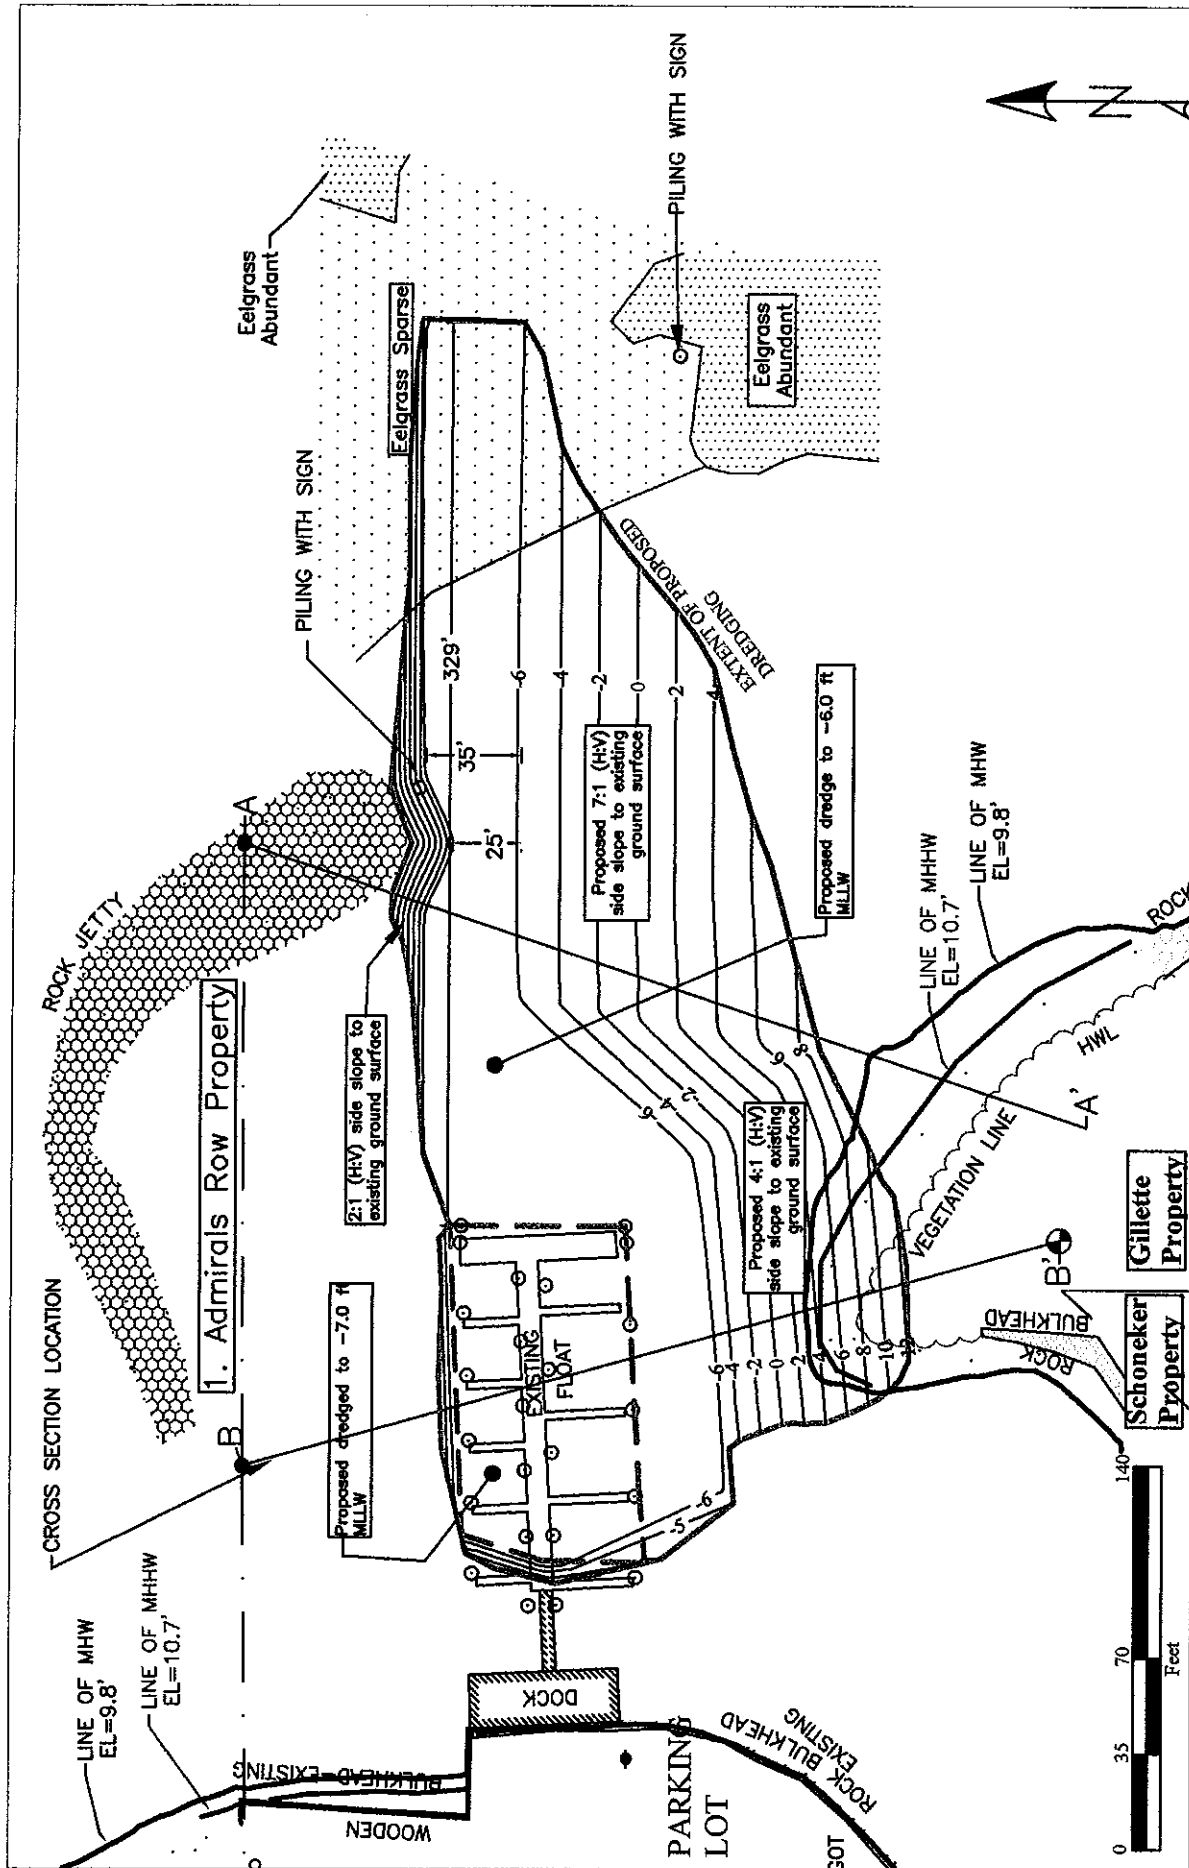 CROSS SECTION LOCATION
LINE OF MHW
EL=9.8'
LINE OF MHHW
EL=10.7'
WOODEN
BULKHEAD-EXISTING
B
1. Admirals Row Property
ROCK JETTY
A
Eelgrass
Abundant
PILING WITH SIGN
Eelgrass Sparse
PILING WITH SIGN
2:1 (H:V) side slope to
existing ground surface
Proposed dredged to -7.0 ft
MLLW
329'
35'
25'
-6
-4
-2
0
2
4
Proposed 7:1 (H:V)
side slope to existing
ground surface
EXTENT OF PROPOSED
DREDGING
Eelgrass
Abundant
Proposed dredge to -6.0 ft
MLLW
EXISTING
FLOAT
DOCK
-6
-4
-2
6
8
Proposed 4:1 (H:V)
side slope to existing
ground surface
-6
-4
-2
0
2
4
6
8
10
12
-6
-5
PARKING
LOT
ROCK BULKHEAD
EXISTING
LINE OF MHW
EL=9.8'
LINE OF MHHW
EL=10.7'
ROCK
HWL
VEGETATION LINE
A'
B'
ROCK
BULKHEAD
Schoneker
Property
Gillette
Property
0
35
70
140
Feet
N